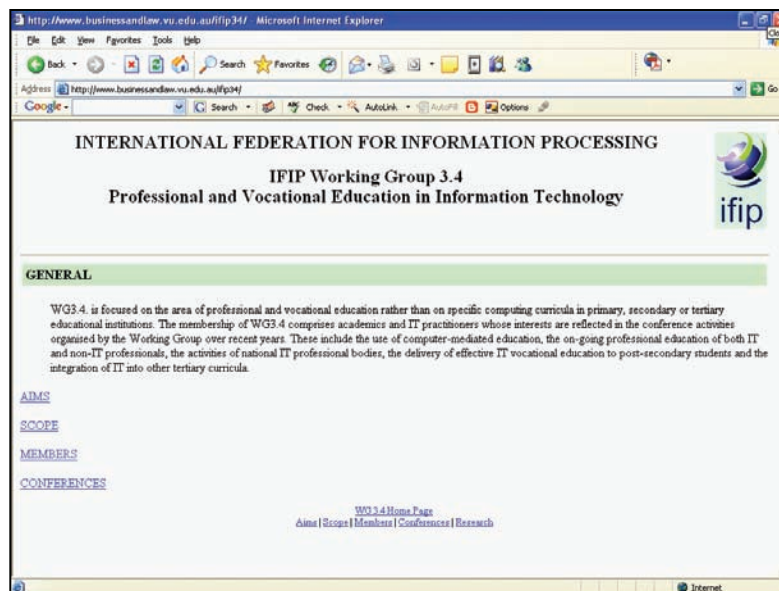 http://www.businessandlaw.vu.edu.au/ifip34/ - Microsoft Internet Explorer
File Edit View Favorites Tools Help
Back Search Favorites
Address http://www.businessandlaw.vu.edu.au/ifip34/ Go
Google Search Check AutoLink AutoFill Options
INTERNATIONAL FEDERATION FOR INFORMATION PROCESSING
IFIP Working Group 3.4
Professional and Vocational Education in Information Technology
ifip
GENERAL
WG3.4. is focused on the area of professional and vocational education rather than on specific computing curricula in primary, secondary or tertiary
educational institutions. The membership of WG3.4 comprises academics and IT practitioners whose interests are reflected in the conference activities
organised by the Working Group over recent years. These include the use of computer-mediated education, the on-going professional education of both IT
and non-IT professionals, the activities of national IT professional bodies, the delivery of effective IT vocational education to post-secondary students and the
integration of IT into other tertiary curricula.
AIMS
SCOPE
MEMBERS
CONFERENCES
WG 3.4 Home Page
Aims | Scope | Members | Conferences | Research
Internet